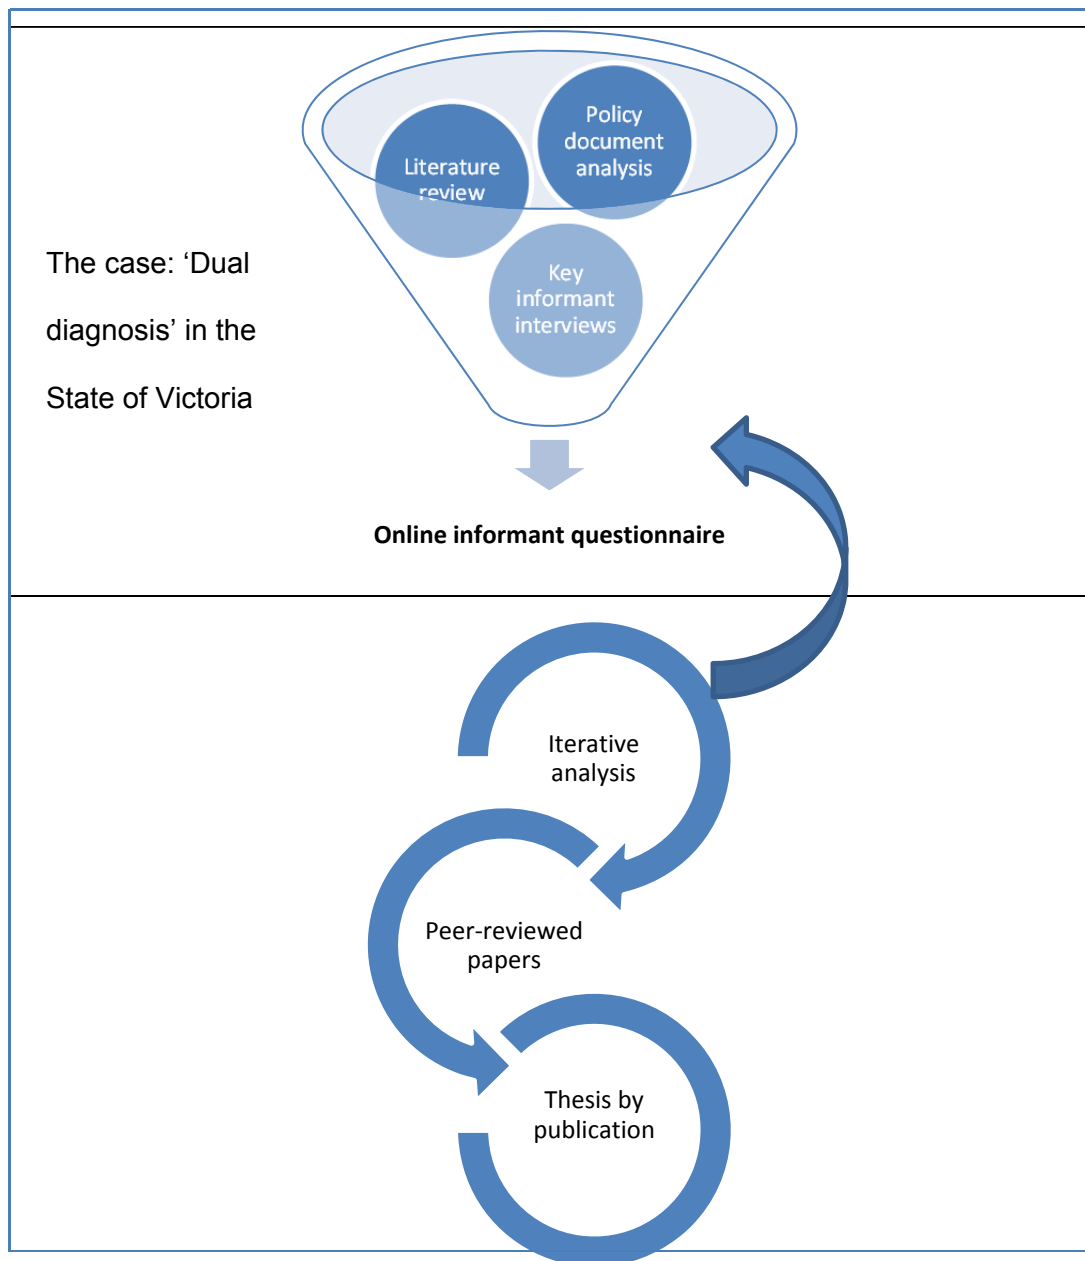 Policy
document
analysis
Literature
review
Key
informant
interviews
The case: ‘Dual
diagnosis’ in the
State of Victoria
Online informant questionnaire
Iterative
analysis
Peer-reviewed
papers
Thesis by
publication